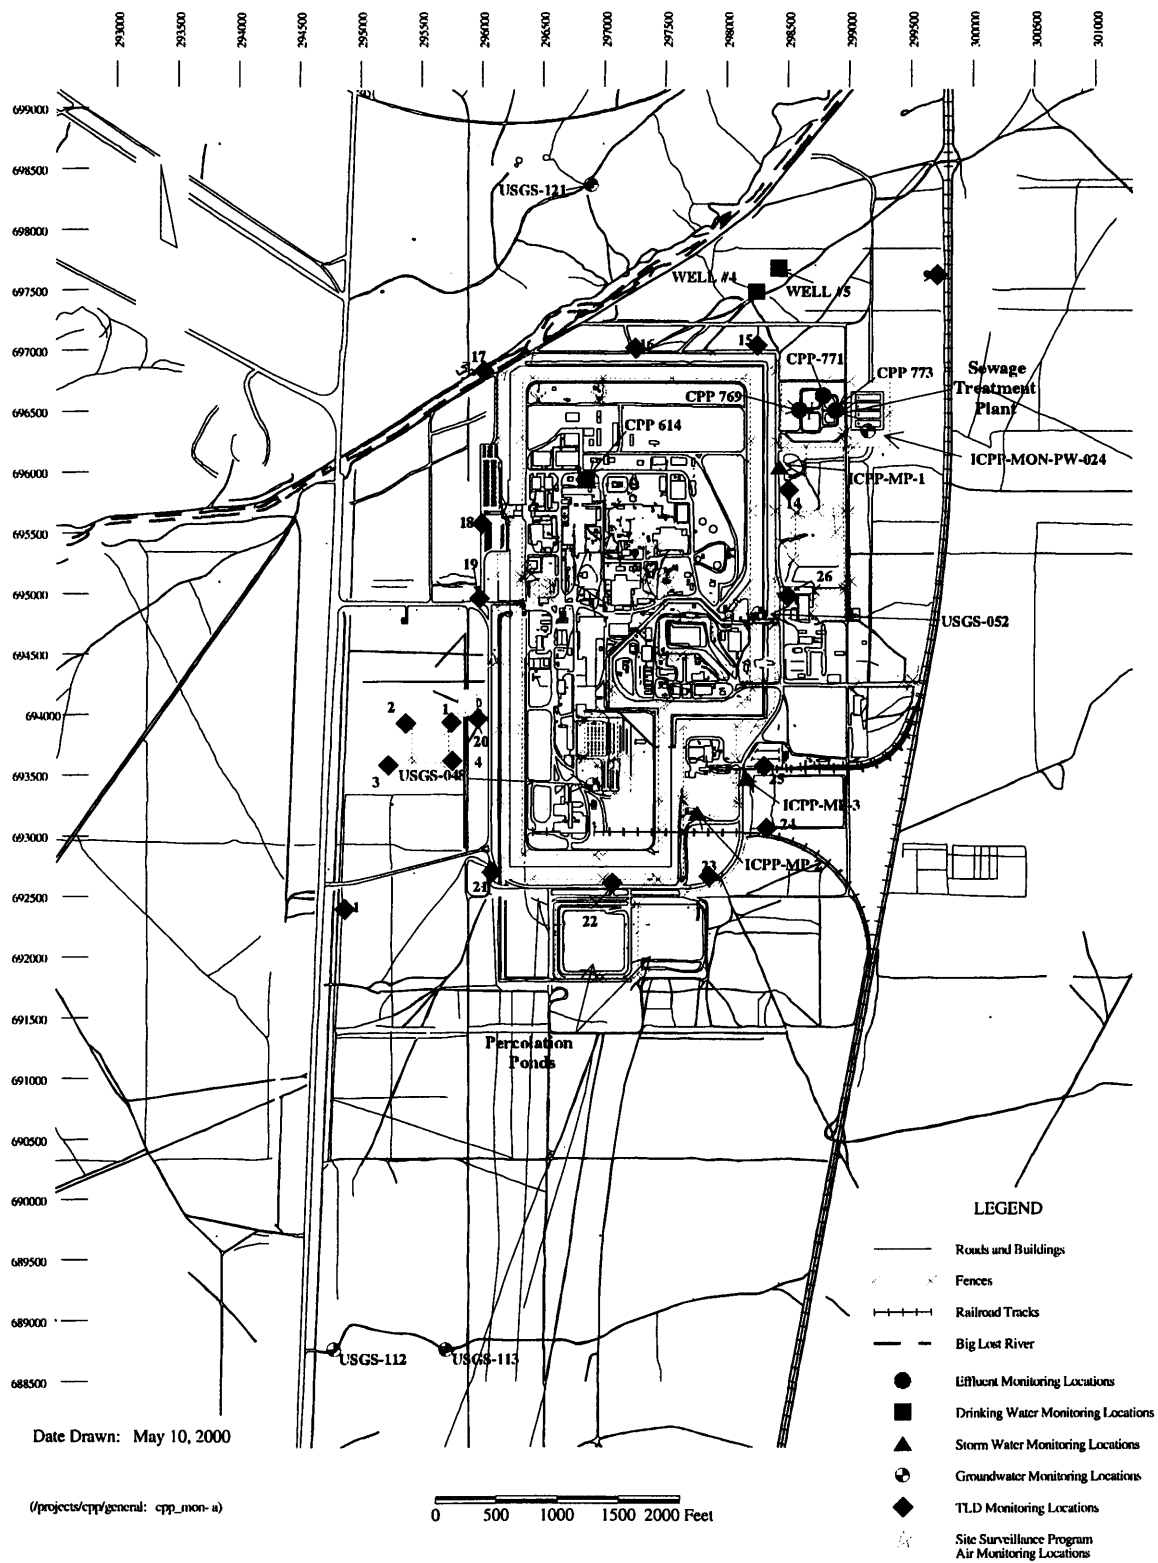 293000
293500
294000
294500
295000
295500
296000
296500
297000
297500
298000
298500
299000
299500
300000
300500
301000
699000
698500
698000
697500
697000
696500
696000
695500
695000
694500
694000
693500
693000
692500
692000
691500
691000
690500
690000
689500
689000
688500
USGS-121
WELL #4
WELL #5
17
16
15
CPP-771
CPP 773
Sewage
Treatment
Plant
CPP 769
CPP 614
ICPP-MON-PW-024
ICPP-MP-1
14
18
19
26
USGS-052
2
1
20
4
3
USGS-048
25
ICPP-MP-3
24
ICPP-MP-2
23
21
22
1
Percolation
Ponds
USGS-112
USGS-113
LEGEND
Roads and Buildings
Fences
Railroad Tracks
Big Lost River
Effluent Monitoring Locations
Drinking Water Monitoring Locations
Storm Water Monitoring Locations
Groundwater Monitoring Locations
TLD Monitoring Locations
Site Surveillance Program
Air Monitoring Locations
Date Drawn: May 10, 2000
(/projects/cpp/general: cpp_mon- a)
0 500 1000 1500 2000 Feet